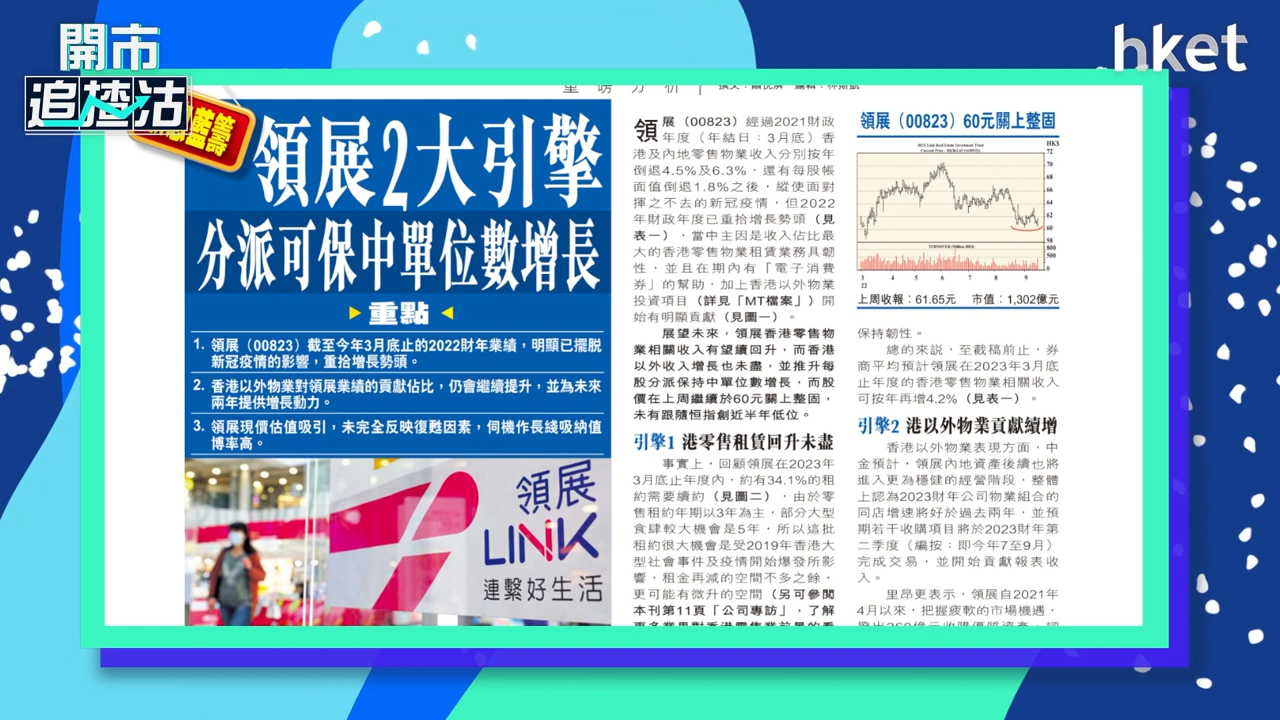 開市
追揸沽
hket
藍籌
領展2大引擎
分派可保中單位數增長
重點
1. 領展（00823）截至今年3月底止的2022財年業績，明顯已擺脫
新冠疫情的影響，重拾增長勢頭。
2. 香港以外物業對領展業績的貢獻佔比，仍會繼續提升，並為未來
兩年提供增長動力。
3. 領展現價估值吸引，未完全反映復甦因素，伺機作長綫吸納值
博率高。
領展
LINK
連繫好生活
領展（00823）經過2021財政
年度（年結日：3月底）香
港及內地零售物業收入分別按年
倒退4.5%及6.3%，還有每股帳
面值倒退1.8%之後，縱使面對
揮之不去的新冠疫情，但2022
年財政年度已重拾增長勢頭（見
表一），當中主因是收入佔比最
大的香港零售物業租賃業務具韌
性，並且在期內有「電子消費
券」的幫助，加上香港以外物業
投資項目（詳見「MT檔案」）開
始有明顯貢獻（見圖一）。
展望未來，領展香港零售物
業相關收入有望續回升，而香港
以外收入增長也未盡，並推升每
股分派保持中單位數增長，而股
價在上周繼續於60元關上整固，
未有跟隨恒指創近半年低位。
引擎1 港零售租賃回升未盡
事實上，回顧領展在2023年
3月底止年度內，約有34.1%的租
約需要續約（見圖二），由於零
售租約年期以3年為主，部分大型
食肆較大機會是5年，所以這批
租約很大機會是受2019年香港大
型社會事件及疫情開始爆發所影
響，租金再減的空間不多之餘，
更可能有微升的空間（另可參閱
本刊第11頁「公司專訪」，了解
領展（00823）60元關上整固
HK$
72
70
68
66
64
62
60
58
TURNOVER (Million HK$)
800
500
0
3 4 5 6 7 8 9
22
上周收報：61.65元 市值：1,302億元
保持韌性。
總的來說，至截稿前止，券
商平均預計領展在2023年3月底
止年度的香港零售物業相關收入
可按年再增4.2%（見表一）。
引擎2 港以外物業貢獻續增
香港以外物業表現方面，中
金預計，領展內地資產後續也將
進入更為穩健的經營階段，整體
上認為2023財年公司物業組合的
同店增速將好於過去兩年，並預
期若干收購項目將於2023財年第
二季度（編按：即今年7至9月）
完成交易，並開始貢獻報表收
入。
里昂更表示，領展自2021年
4月以來，把握疲軟的市場機遇，